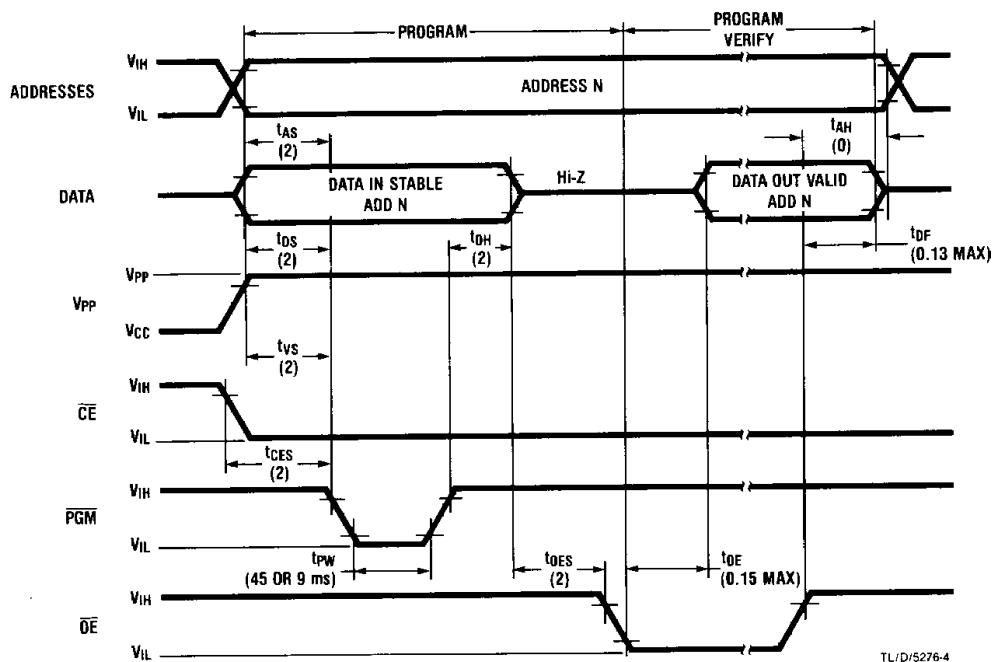 PROGRAM
PROGRAM
VERIFY
ADDRESSES
VIH
VIL
ADDRESS N
tAS
(2)
tAH
(0)
DATA
DATA IN STABLE
ADD N
Hi-Z
DATA OUT VALID
ADD N
tDS
(2)
tDH
(2)
tDF
(0.13 MAX)
VPP
VPP
VCC
tVS
(2)
CE
VIH
VIL
tCES
(2)
PGM
VIH
VIL
tPW
(45 OR 9 ms)
tOES
(2)
tOE
(0.15 MAX)
OE
VIH
VIL
TL/D/5276-4